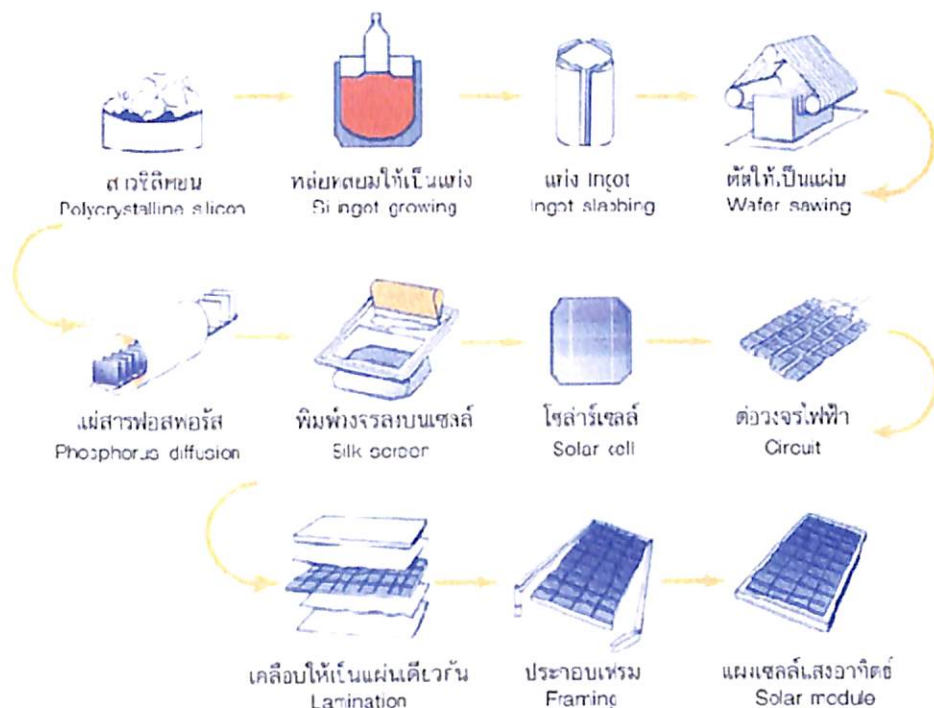 สารซิลิคอน
Polycrystalline silicon
หล่อหลอมให้เป็นแท่ง
Si ingot growing
แท่ง Ingot
Ingot slabbing
ตัดให้เป็นแผ่น
Wafer sawing
แผ่สารฟอสฟอรัส
Phosphorus diffusion
พิมพ์วงจรลงบนเซลล์
Silk screen
โซล่าร์เซลล์
Solar cell
ต่อวงจรไฟฟ้า
Circuit
เคลือบให้เป็นแผ่นเดียวกัน
Lamination
ประกอบเฟรม
Framing
แผงเซลล์แสงอาทิตย์
Solar module